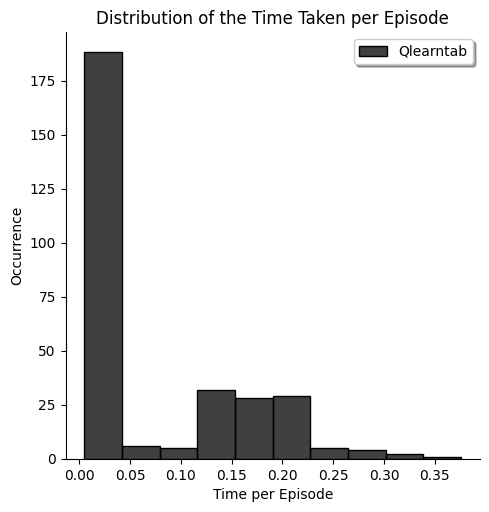 Distribution of the Time Taken per Episode
Qlearntab
175
150
125
100
75
50
25
0
Occurrence
0.00 0.05 0.10 0.15 0.20 0.25 0.30 0.35
Time per Episode